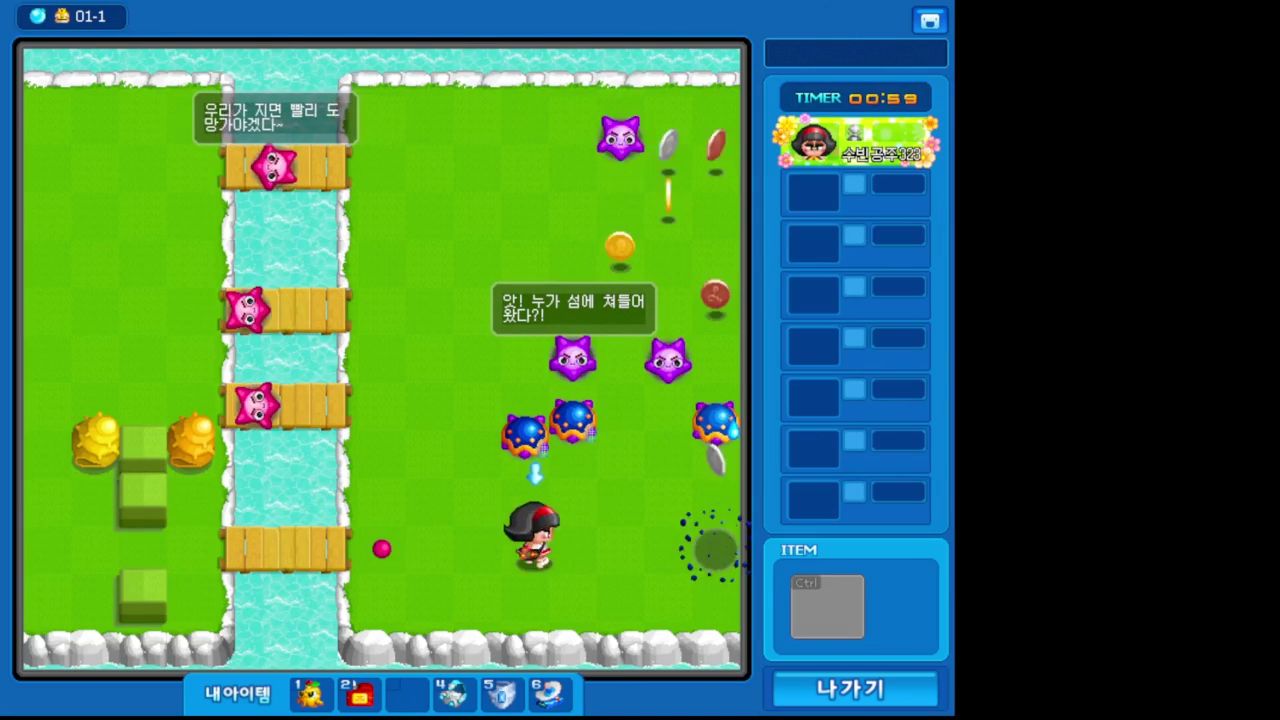 01-1
우리가 지면 빨리 도
망가야겠다~
TIMER 00:59
수빈공주323
앗! 누가 섬에 쳐들어
왔다?!
ITEM
Ctrl
내 아이템
1
2
4
5
6
나가기